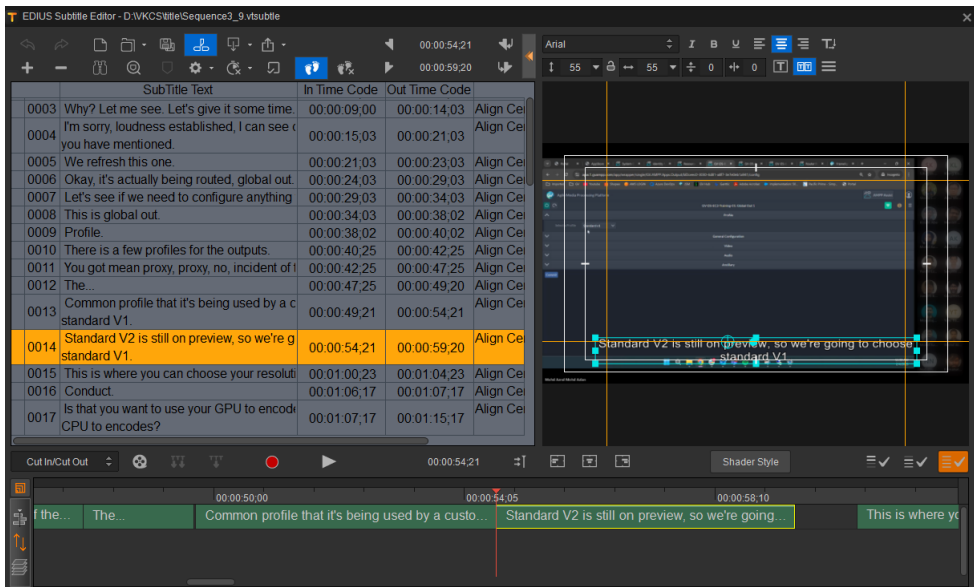 EDIUS Subtitle Editor - D:\VKCS\title\Sequence3_9.vtsubtle
00:00:54;21
00:00:59;20
Arial
I B U
55 55 0 0
SubTitle Text In Time Code Out Time Code
0003 Why? Let me see. Let's give it some time. 00:00:09;00 00:00:14;03 Align Cei
0004 I'm sorry, loudness established, I can see
you have mentioned. 00:00:15;03 00:00:21;03 Align Cei
0005 We refresh this one. 00:00:21;03 00:00:23;03 Align Cei
0006 Okay, it's actually being routed, global out. 00:00:24;03 00:00:29;03 Align Cei
0007 Let's see if we need to configure anything 00:00:29;03 00:00:34;03 Align Cei
0008 This is global out. 00:00:34;03 00:00:38;02 Align Cei
0009 Profile. 00:00:38;02 00:00:40;02 Align Cei
0010 There is a few profiles for the outputs. 00:00:40;25 00:00:42;25 Align Cei
0011 You got mean proxy, proxy, no, incident of 00:00:42;25 00:00:47;25 Align Cei
0012 The... 00:00:47;25 00:00:49;20 Align Cei
0013 Common profile that it's being used by a c
standard V1. 00:00:49;21 00:00:54;21 Align Cei
0014 Standard V2 is still on preview, so we're g
standard V1. 00:00:54;21 00:00:59;20 Align Cei
0015 This is where you can choose your resoluti 00:01:00;23 00:01:04;23 Align Cei
0016 Conduct. 00:01:06;17 00:01:07;17 Align Cei
0017 Is that you want to use your GPU to encode
CPU to encodes? 00:01:07;17 00:01:15;17 Align Cei
Standard V2 is still on preview, so we're going to choose
standard V1.
Cut In/Cut Out 00:00:54;21 Shader Style
00:00:50;00 00:00:54;05 00:00:58;10
f the... The... Common profile that it's being used by a custo... Standard V2 is still on preview, so we're going... This is where yo